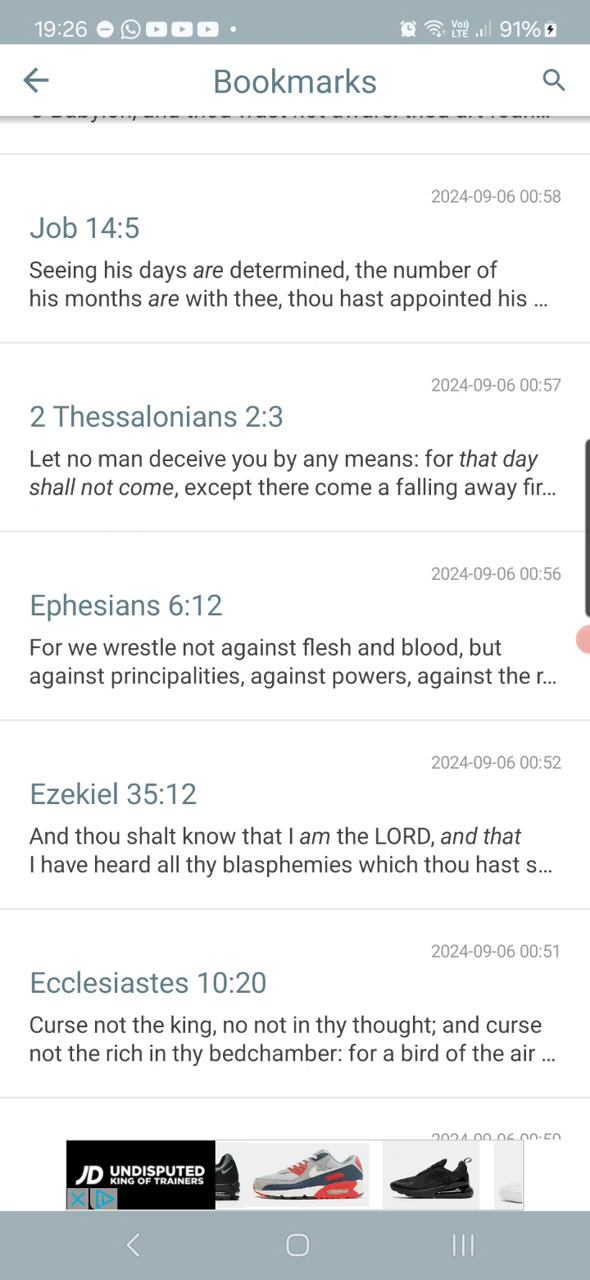 19:26
Vo)) LTE 91%
Bookmarks
2024-09-06 00:58
Job 14:5
Seeing his days are determined, the number of
his months are with thee, thou hast appointed his ...
2024-09-06 00:57
2 Thessalonians 2:3
Let no man deceive you by any means: for that day
shall not come, except there come a falling away fir...
2024-09-06 00:56
Ephesians 6:12
For we wrestle not against flesh and blood, but
against principalities, against powers, against the r...
2024-09-06 00:52
Ezekiel 35:12
And thou shalt know that I am the LORD, and that
I have heard all thy blasphemies which thou hast s...
2024-09-06 00:51
Ecclesiastes 10:20
Curse not the king, no not in thy thought; and curse
not the rich in thy bedchamber: for a bird of the air ...
JD UNDISPUTED
KING OF TRAINERS